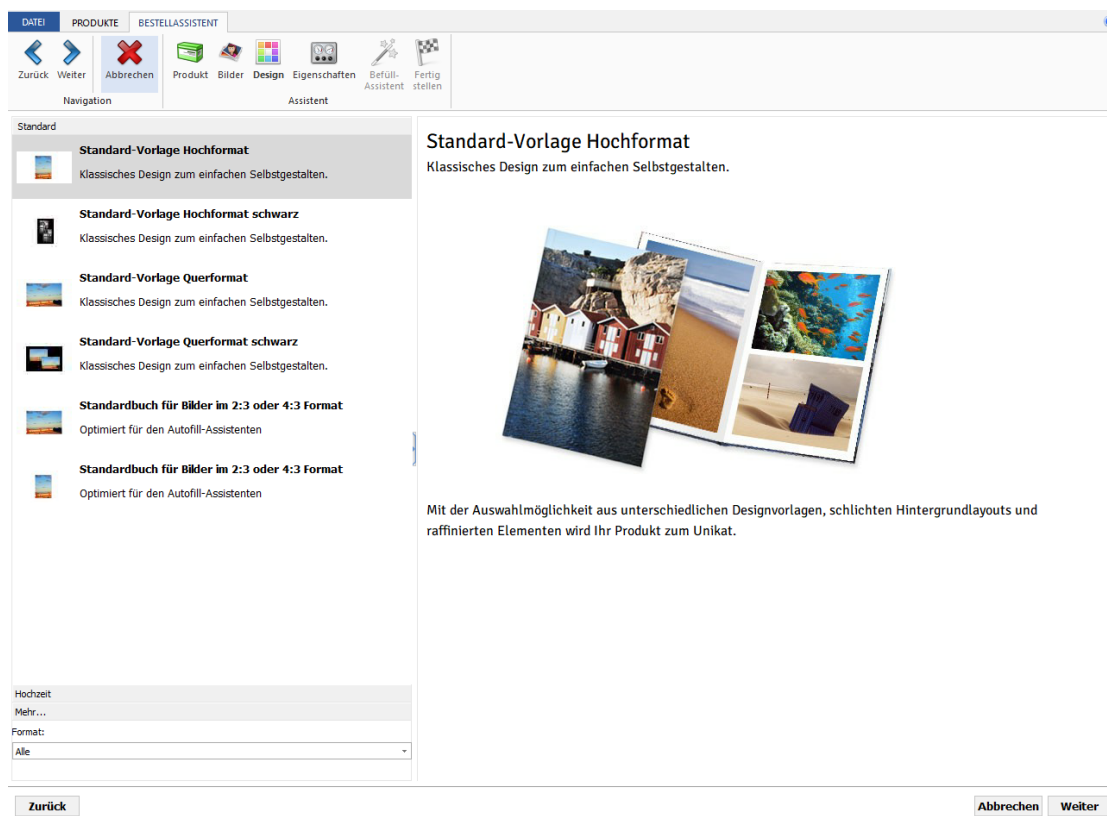 DATEI PRODUKTE BESTELLASSISTENT
Zurück Weiter Abbrechen Produkt Bilder Design Eigenschaften Befüll-Assistent Fertig stellen
Navigation Assistent
Standard
Standard-Vorlage Hochformat
Klassisches Design zum einfachen Selbstgestalten.
Standard-Vorlage Hochformat schwarz
Klassisches Design zum einfachen Selbstgestalten.
Standard-Vorlage Querformat
Klassisches Design zum einfachen Selbstgestalten.
Standard-Vorlage Querformat schwarz
Klassisches Design zum einfachen Selbstgestalten.
Standardbuch für Bilder im 2:3 oder 4:3 Format
Optimiert für den Autofill-Assistenten
Standardbuch für Bilder im 2:3 oder 4:3 Format
Optimiert für den Autofill-Assistenten
Hochzeit
Mehr...
Format:
Alle
Standard-Vorlage Hochformat
Klassisches Design zum einfachen Selbstgestalten.
Mit der Auswahlmöglichkeit aus unterschiedlichen Designvorlagen, schlichten Hintergrundlayouts und
raffinierten Elementen wird Ihr Produkt zum Unikat.
Zurück Abbrechen Weiter